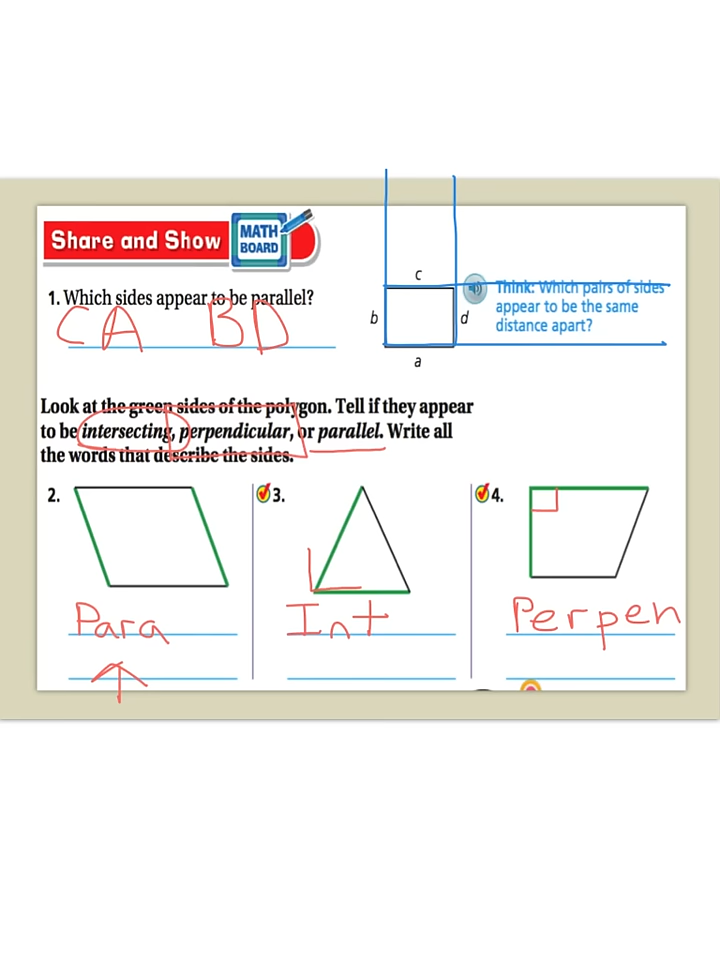 Share and Show MATH BOARD
c
1. Which sides appear to be parallel?
Think: Which pairs of sides
appear to be the same
distance apart?
b
d
CA BD
a
Look at the green sides of the polygon. Tell if they appear
to be intersecting, perpendicular, or parallel. Write all
the words that describe the sides.
2.
3.
4.
Para
Int
Perpen